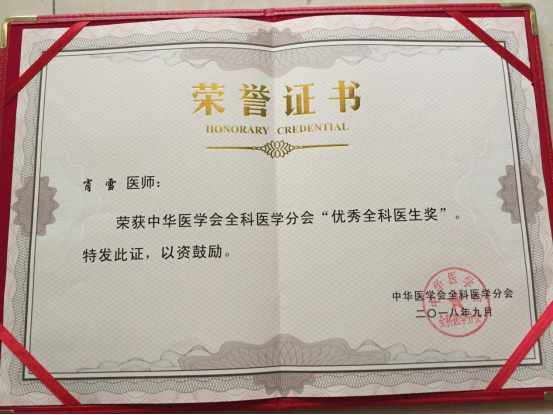 荣誉证书
HONORARY CREDENTIAL
肖 雪 医师：
荣获中华医学会全科医学分会“优秀全科医生奖”。
特发此证，以资鼓励。
中华医学会全科医学分会
二〇一八年九月